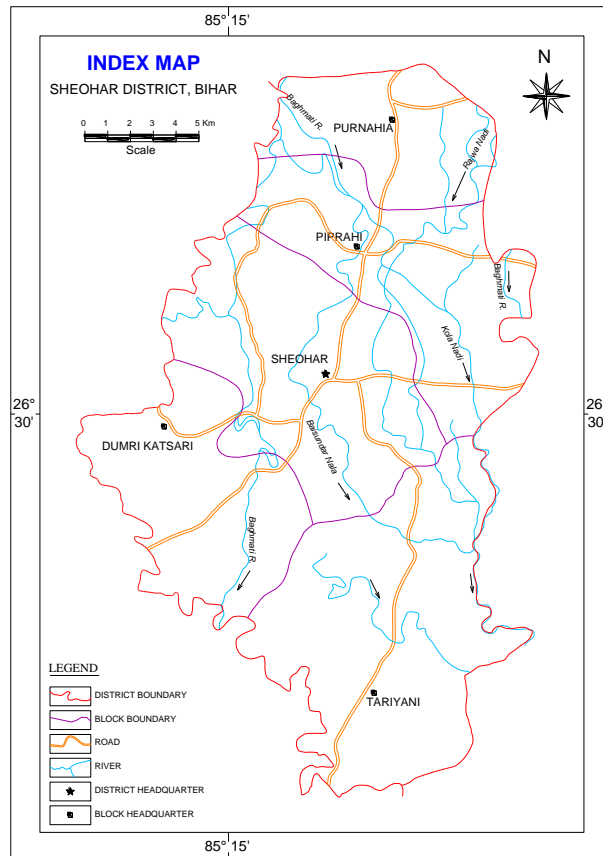 85° 15'
INDEX MAP
SHEOHAR DISTRICT, BIHAR
0 1 2 3 4 5 Km
Scale
N
Baghmati R.
PURNAHIA
Rajwa Nadi
PIPRAHI
Baghmati R.
Kola Nadi
SHEOHAR
26°
30'
26
30
DUMRI KATSARI
Baisundar Nala
Baghmati R.
TARIYANI
LEGEND
DISTRICT BOUNDARY
BLOCK BOUNDARY
ROAD
RIVER
DISTRICT HEADQUARTER
BLOCK HEADQUARTER
85° 15'